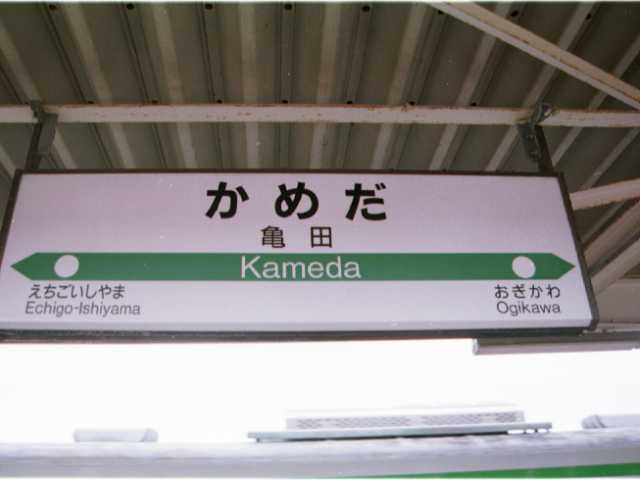 かめだ
亀田
Kameda
えちごいしやま おぎかわ
Echigo-Ishiyama Ogikawa